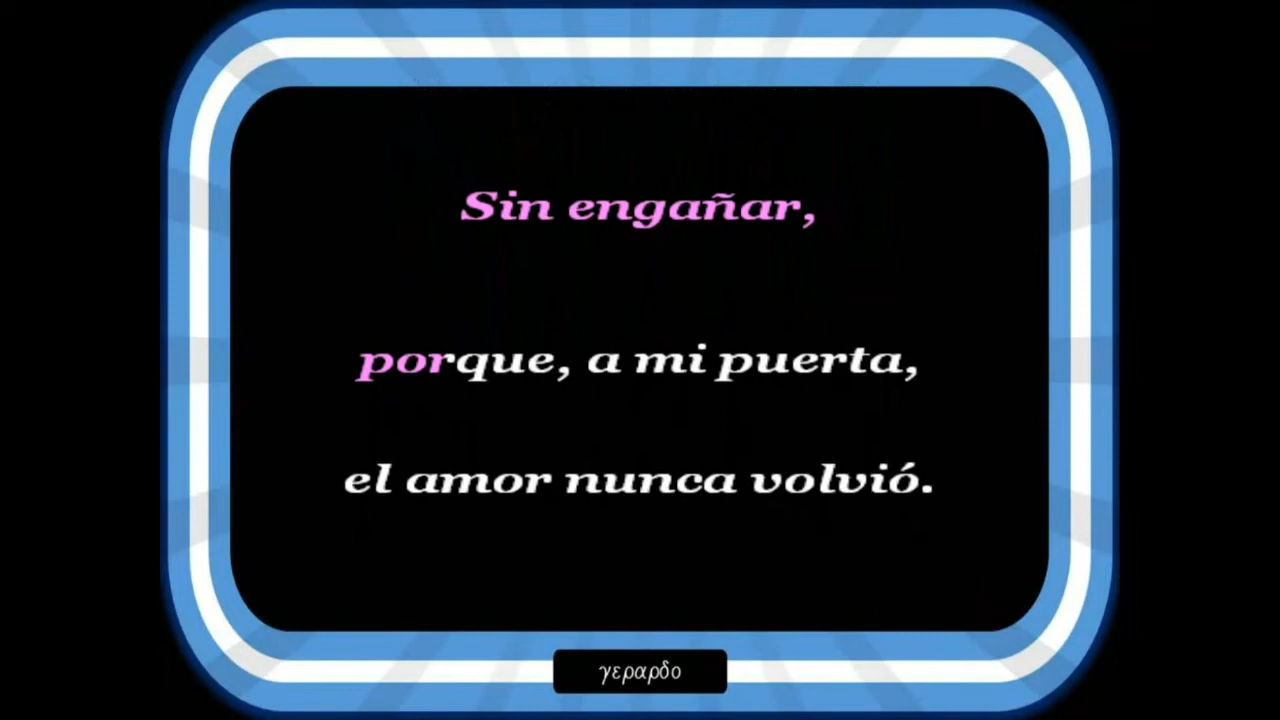 Sin engañar,
porque, a mi puerta,
el amor nunca volvió.
γεραρδο